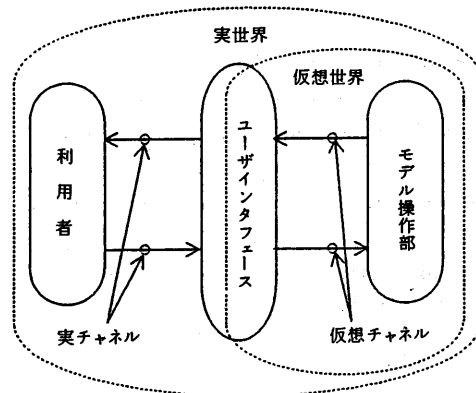 実世界
仮想世界
利用者
ユーザインタフェース
モデル操作部
実チャネル
仮想チャネル